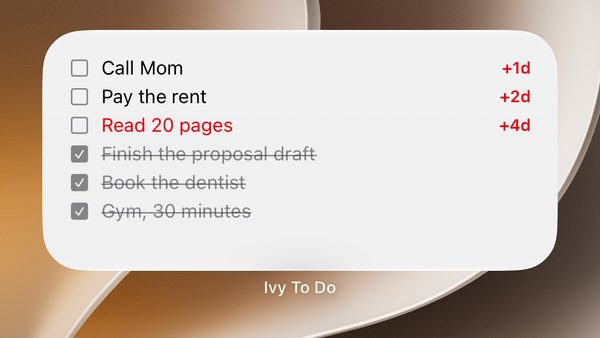 Call Mom +1d
Pay the rent +2d
Read 20 pages +4d
Finish the proposal draft
Book the dentist
Gym, 30 minutes
Ivy To Do